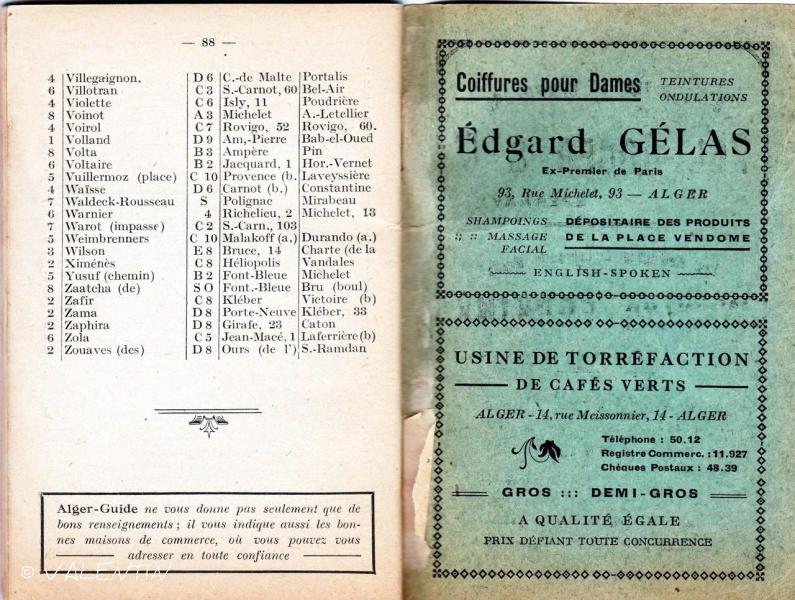 — 88 —
4 Villegaignon. D 6 C.-de Malte Portalis
6 Villotran C 3 S.-Carnot, 60 Bel-Air
4 Violette C 6 Isly, 11 Poudrière
8 Voinot A 3 Michelet A.-Letellier
4 Voirol C 7 Rovigo, 52 Rovigo, 60.
1 Volland D 9 Am,-Pierre Bab-el-Oued
8 Volta B 3 Ampère Pin
6 Voltaire B 2 Jacquard, 1 Hor.-Vernet
5 Vuillermoz (place) C 10 Provence (b. Laveyssière
4 Waïsse D 6 Carnot (b.) Constantine
7 Waldeck-Rousseau S Polignac Mirabeau
6 Warnier 4 Richelieu, 2 Michelet, 13
7 Warot (impasse) C 2 S.-Carn., 103
5 Weimbrenners C 10 Malakoff (a.) Durando (a.)
3 Wilson E 8 Bruce, 14 Charte (de la
2 Ximénès C 8 Héliopolis Vandales
5 Yusuf (chemin) B 2 Font-Bleue Michelet
8 Zaatcha (de) S O Font.-Bleue Bru (boul)
2 Zafir C 8 Kléber Victoire (b)
2 Zama D 8 Porte-Neuve Kléber, 33
2 Zaphira D 8 Girafe, 23 Caton
6 Zola C 5 Jean-Macé. 1 Laferrière(b)
2 Zouaves (des) D 8 Ours (de l') S.-Ramdan
Alger-Guide ne vous donne pas seulement que de
bons renseignements ; il vous indique aussi les bon-
nes maisons de commerce, où vous pouvez vous
adresser en toute confiance
© VALENTIN
Coiffures pour Dames TEINTURES
ONDULATIONS
Édgard GÉLAS
Ex-Premier de Paris
93, Rue Michelet, 93 — ALGER
SHAMPOINGS DÉPOSITAIRE DES PRODUITS
:: :: MASSAGE DE LA PLACE VENDOME
FACIAL
ENGLISH-SPOKEN
USINE DE TORRÉFACTION
DE CAFÉS VERTS
ALGER - 14, rue Meissonnier, 14 - ALGER
Téléphone : 50.12
Registre Commerc. : 11.927
Chèques Postaux : 48.39
GROS ::: DEMI-GROS
A QUALITÉ ÉGALE
PRIX DÉFIANT TOUTE CONCURRENCE